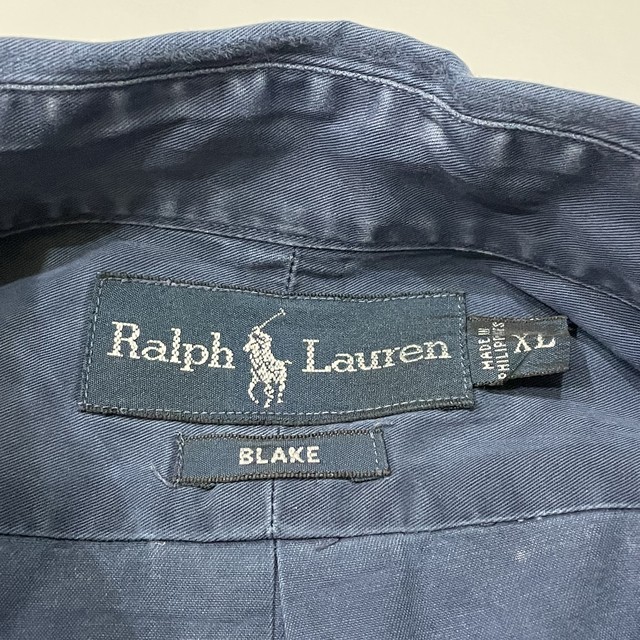 Ralph Lauren
MADE IN
PHILIPPINES
XL
BLAKE